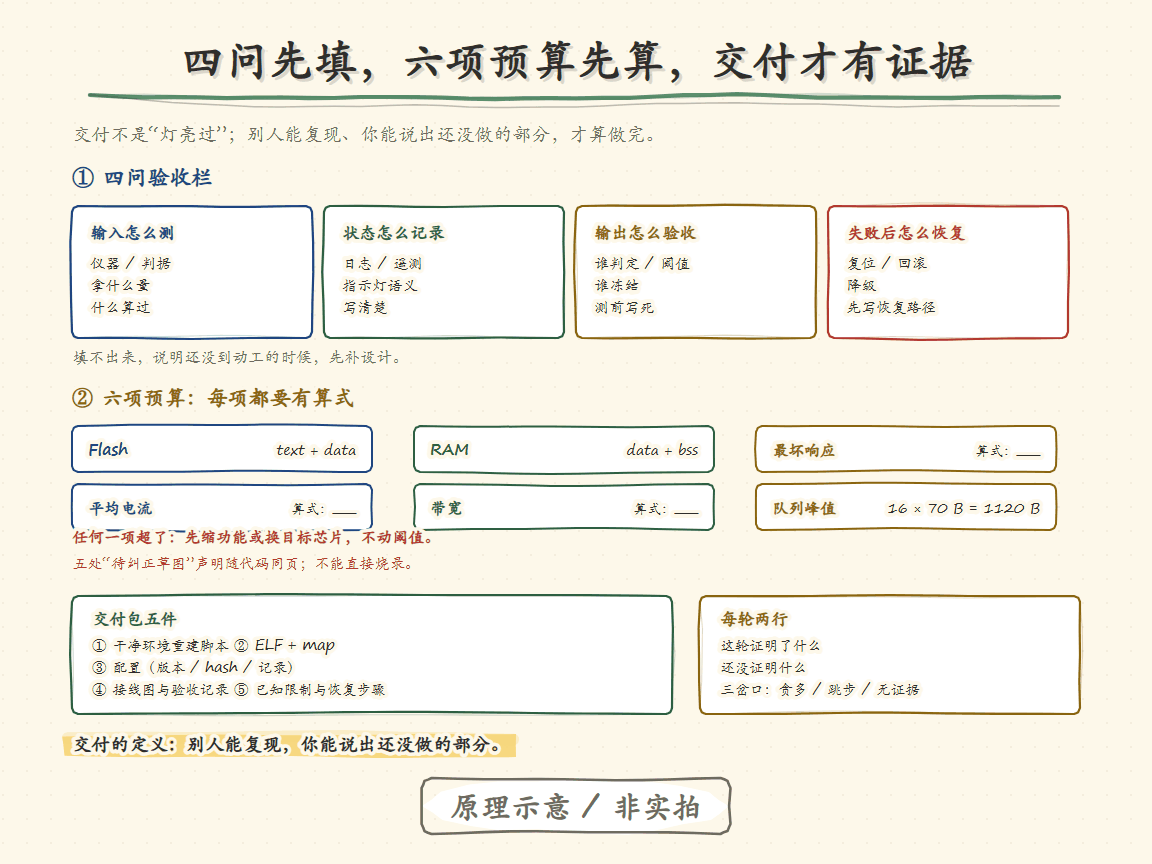 四问先填，六项预算先算，交付才有证据
交付不是“灯亮过”；别人能复现、你能说出还没做的部分，才算做完。
① 四问验收栏
输入怎么测
仪器 / 判据
拿什么量
什么算过
状态怎么记录
日志 / 遥测
指示灯语义
写清楚
输出怎么验收
谁判定 / 阈值
谁冻结
测前写死
失败后怎么恢复
复位 / 回滚
降级
先写恢复路径
填不出来，说明还没到动工的时候，先补设计。
② 六项预算：每项都要有算式
Flash text + data
RAM data + bss
最坏响应 算式：___
平均电流 算式：___
带宽 算式：___
队列峰值 16 × 70 B = 1120 B
任何一项超了：先缩功能或换目标芯片，不动阈值。
五处“待纠正草图”声明随代码同页；不能直接烧录。
交付包五件
① 干净环境重建脚本 ② ELF + map
③ 配置（版本 / hash / 记录）
④ 接线图与验收记录 ⑤ 已知限制与恢复步骤
每轮两行
这轮证明了什么
还没证明什么
三岔口：贪多 / 跳步 / 无证据
交付的定义：别人能复现，你能说出还没做的部分。
原理示意 / 非实拍